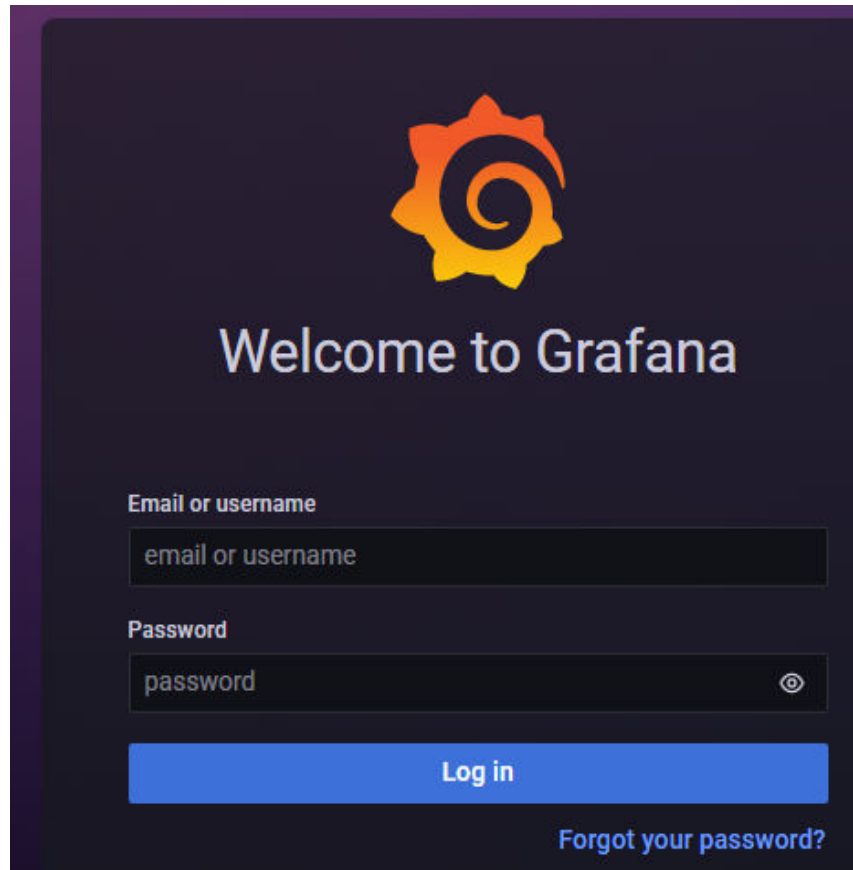 Welcome to Grafana
Email or username
email or username
Password
password
Log in
Forgot your password?